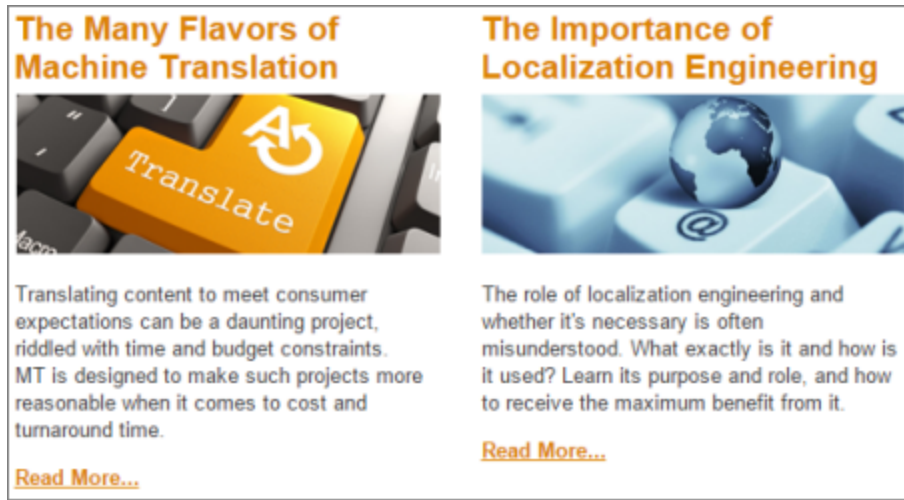 The Many Flavors of
Machine Translation
Translate
A
Macro
Translating content to meet consumer
expectations can be a daunting project,
riddled with time and budget constraints.
MT is designed to make such projects more
reasonable when it comes to cost and
turnaround time.
Read More...
The Importance of
Localization Engineering
@
The role of localization engineering and
whether it's necessary is often
misunderstood. What exactly is it and how is
it used? Learn its purpose and role, and how
to receive the maximum benefit from it.
Read More...